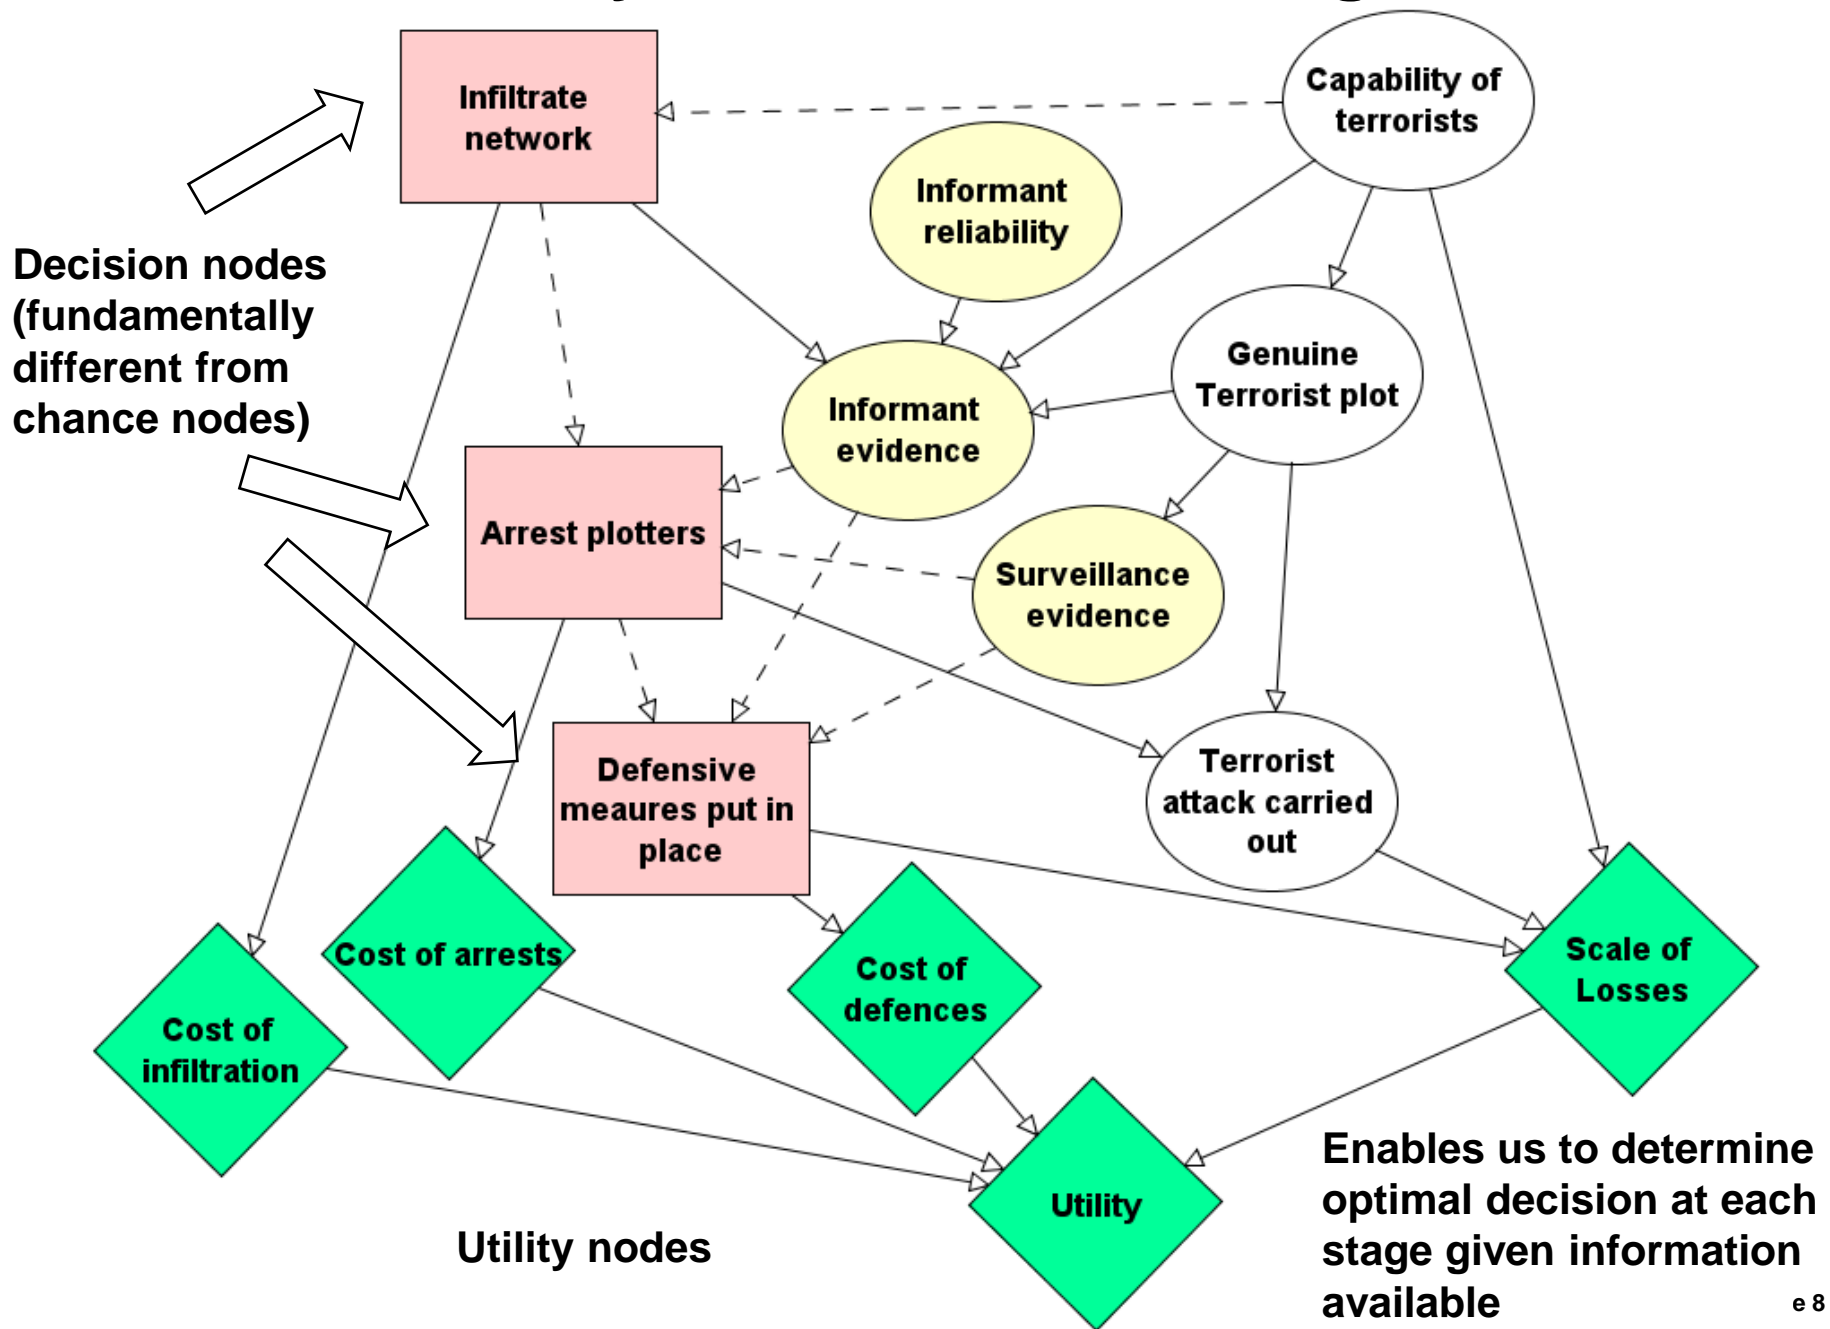 Infiltrate
network
Capability of
terrorists
Informant
reliability
Decision nodes
(fundamentally
different from
chance nodes)
Genuine
Terrorist plot
Informant
evidence
Arrest plotters
Surveillance
evidence
Defensive
meaures put in
place
Terrorist
attack carried
out
Cost of arrests
Cost of
defences
Scale of
Losses
Cost of
infiltration
Utility
Utility nodes
Enables us to determine
optimal decision at each
stage given information
available
e 8